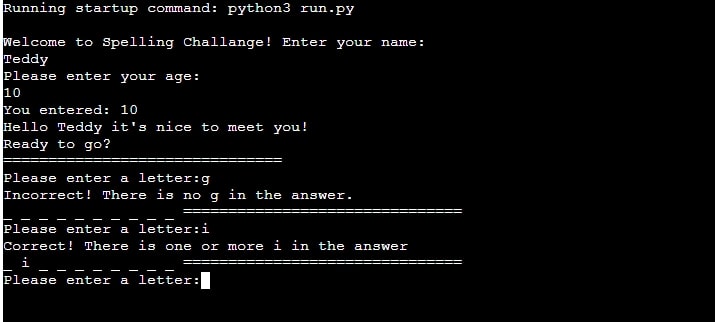 Running startup command: python3 run.py
Welcome to Spelling Challange! Enter your name:
Teddy
Please enter your age:
10
You entered: 10
Hello Teddy it's nice to meet you!
Ready to go?
===============================
Please enter a letter:g
Incorrect! There is no g in the answer.
_ _ _ _ _ _ _ _ _ _ ===============================
Please enter a letter:i
Correct! There is one or more i in the answer
_ i _ _ _ _ _ _ _ _ ===============================
Please enter a letter: